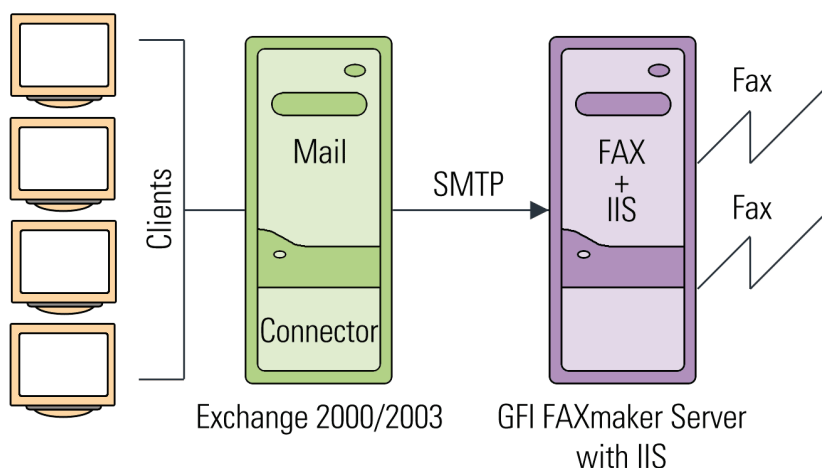 Clients
Mail
Connector
Exchange 2000/2003
SMTP
FAX
+
IIS
GFI FAXmaker Server
with IIS
Fax
Fax